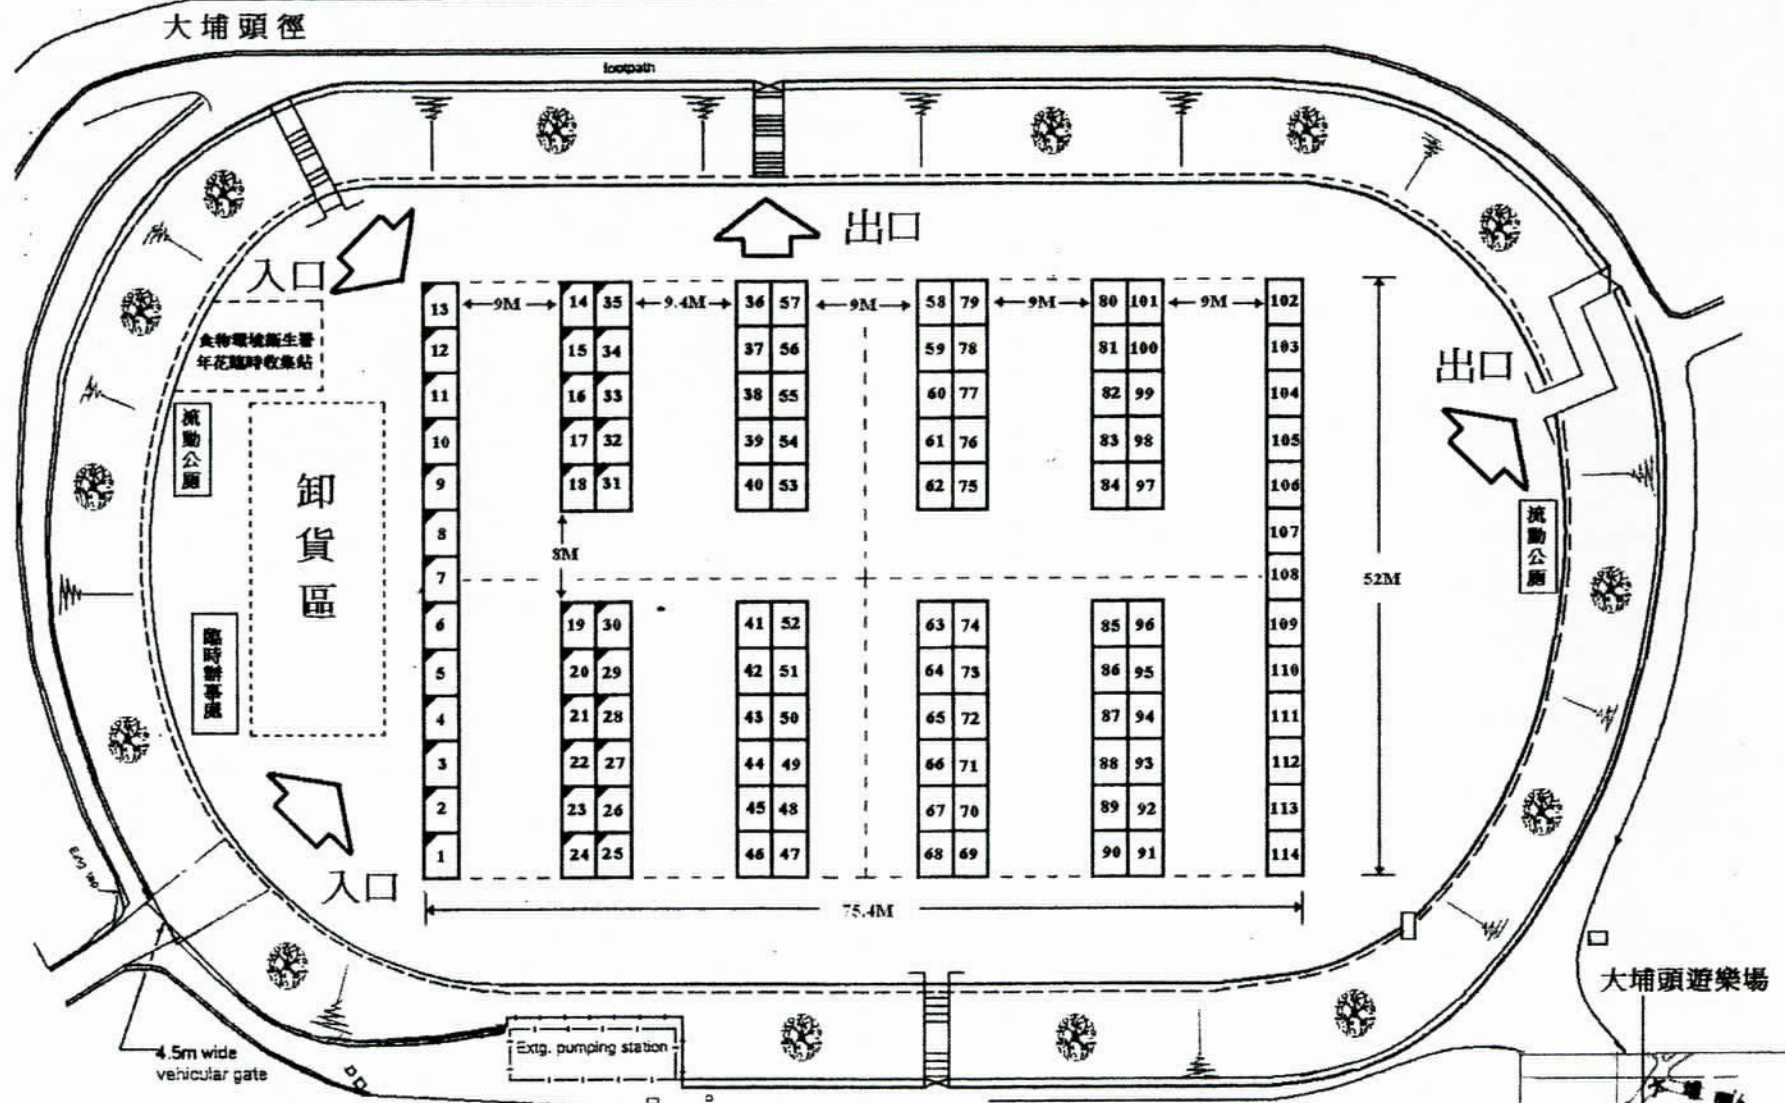 大埔頭徑
footpath
出口
入口
食物環境衞生署
年花臨時收集站
流動公廁
卸貨區
臨時辦事處
入口
出口
流動公廁
13 ←9M→ 14 35 ←9.4M→ 36 57 ←9M→ 58 79 ←9M→ 80 101 ←9M→ 102
12 15 34 37 56 59 78 81 100 103
11 16 33 38 55 60 77 82 99 104
10 17 32 39 54 61 76 83 98 105
9 18 31 40 53 62 75 84 97 106
8 107
8M
7 108
52M
6 19 30 41 52 63 74 85 96 109
5 20 29 42 51 64 73 86 95 110
4 21 28 43 50 65 72 87 94 111
3 22 27 44 49 66 71 88 93 112
2 23 26 45 48 67 70 89 92 113
1 24 25 46 47 68 69 90 91 114
75.4M
大埔頭遊樂場
4.5m wide
vehicular gate
Extg. pumping station